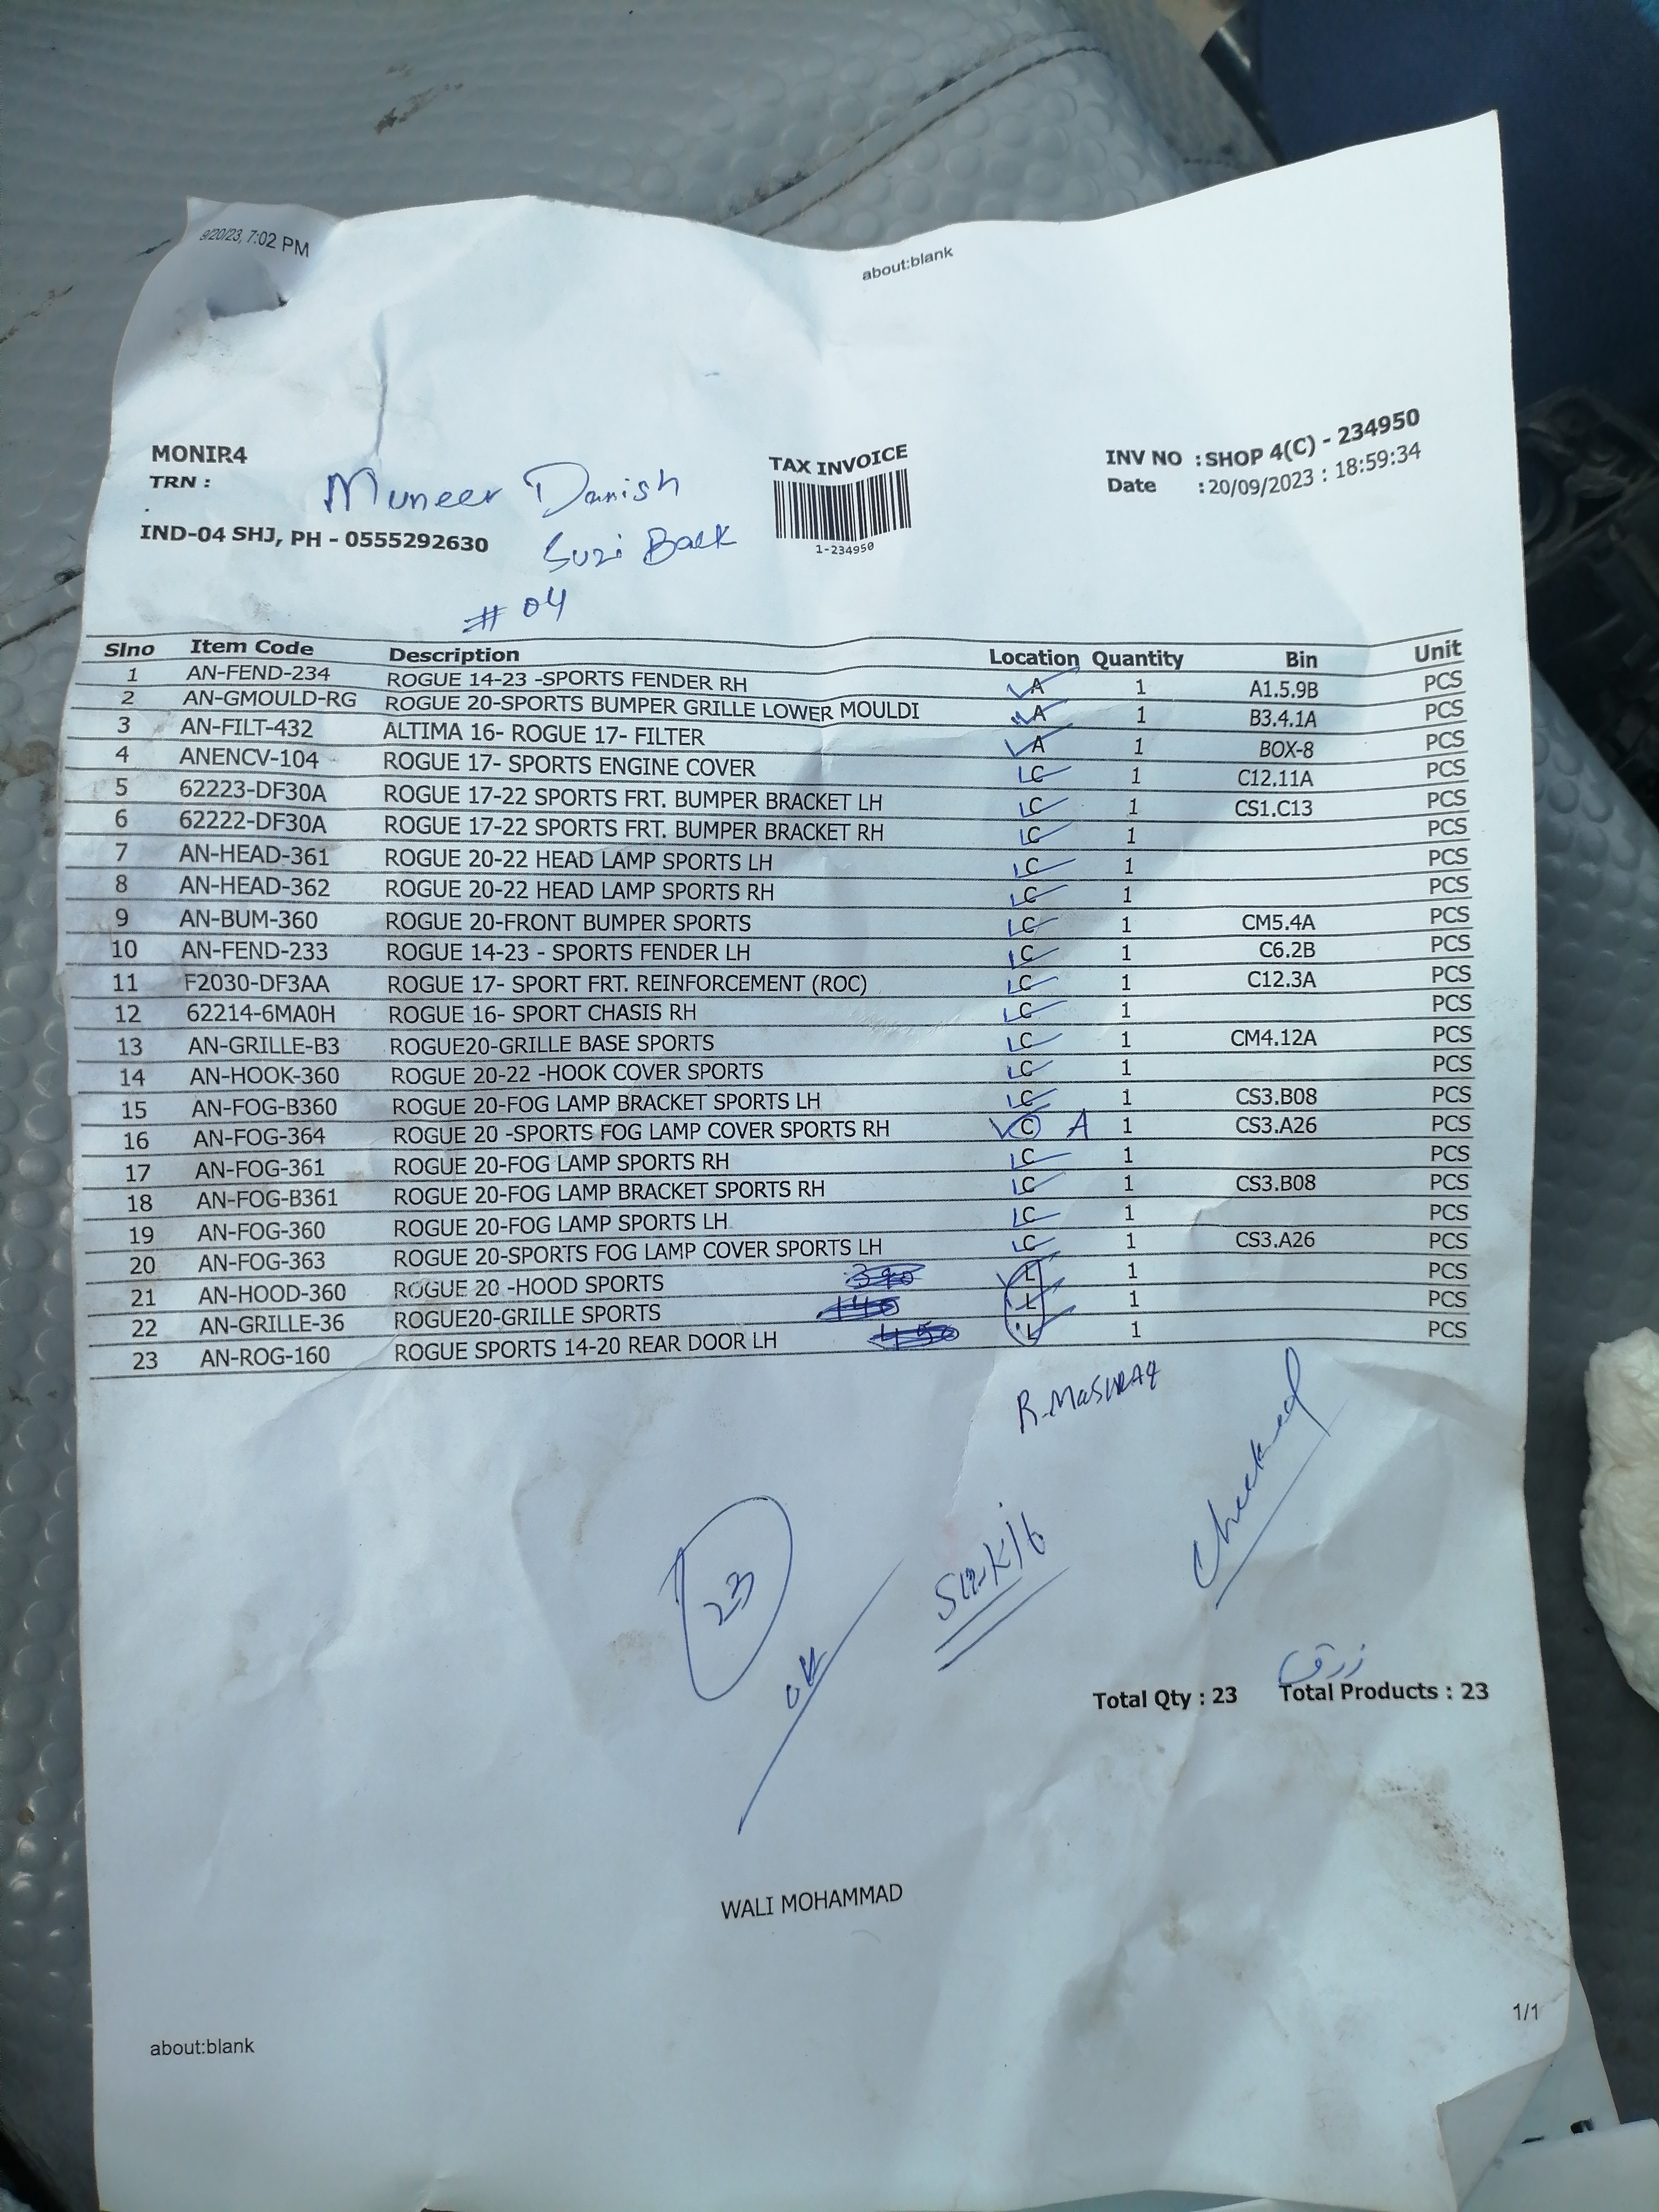 9/20/23, 7:02 PM
about:blank
MONIR4
TRN :
.
IND-04 SHJ, PH - 0555292630
Muneer Danish
Suzi Back
# 04
TAX INVOICE
1-234950
INV NO : SHOP 4(C) - 234950
Date : 20/09/2023 : 18:59:34
Slno Item Code Description Location Quantity Bin Unit
1 AN-FEND-234 ROGUE 14-23 -SPORTS FENDER RH A 1 A1.5.9B PCS
2 AN-GMOULD-RG ROGUE 20-SPORTS BUMPER GRILLE LOWER MOULDI A 1 B3.4.1A PCS
3 AN-FILT-432 ALTIMA 16- ROGUE 17- FILTER A 1 BOX-8 PCS
4 ANENCV-104 ROGUE 17- SPORTS ENGINE COVER C 1 C12.11A PCS
5 62223-DF30A ROGUE 17-22 SPORTS FRT. BUMPER BRACKET LH C 1 CS1.C13 PCS
6 62222-DF30A ROGUE 17-22 SPORTS FRT. BUMPER BRACKET RH C 1 PCS
7 AN-HEAD-361 ROGUE 20-22 HEAD LAMP SPORTS LH C 1 PCS
8 AN-HEAD-362 ROGUE 20-22 HEAD LAMP SPORTS RH C 1 PCS
9 AN-BUM-360 ROGUE 20-FRONT BUMPER SPORTS C 1 CM5.4A PCS
10 AN-FEND-233 ROGUE 14-23 - SPORTS FENDER LH C 1 C6.2B PCS
11 F2030-DF3AA ROGUE 17- SPORT FRT. REINFORCEMENT (ROC) C 1 C12.3A PCS
12 62214-6MA0H ROGUE 16- SPORT CHASIS RH C 1 PCS
13 AN-GRILLE-B3 ROGUE20-GRILLE BASE SPORTS C 1 CM4.12A PCS
14 AN-HOOK-360 ROGUE 20-22 -HOOK COVER SPORTS C 1 PCS
15 AN-FOG-B360 ROGUE 20-FOG LAMP BRACKET SPORTS LH C 1 CS3.B08 PCS
16 AN-FOG-364 ROGUE 20 -SPORTS FOG LAMP COVER SPORTS RH C A 1 CS3.A26 PCS
17 AN-FOG-361 ROGUE 20-FOG LAMP SPORTS RH C 1 PCS
18 AN-FOG-B361 ROGUE 20-FOG LAMP BRACKET SPORTS RH C 1 CS3.B08 PCS
19 AN-FOG-360 ROGUE 20-FOG LAMP SPORTS LH C 1 PCS
20 AN-FOG-363 ROGUE 20-SPORTS FOG LAMP COVER SPORTS LH C 1 CS3.A26 PCS
21 AN-HOOD-360 ROGUE 20 -HOOD SPORTS L 1 PCS
22 AN-GRILLE-36 ROGUE20-GRILLE SPORTS L 1 PCS
23 AN-ROG-160 ROGUE SPORTS 14-20 REAR DOOR LH L 1 PCS
checked
23
ok
Total Qty : 23 Total Products : 23
WALI MOHAMMAD
about:blank
1/1